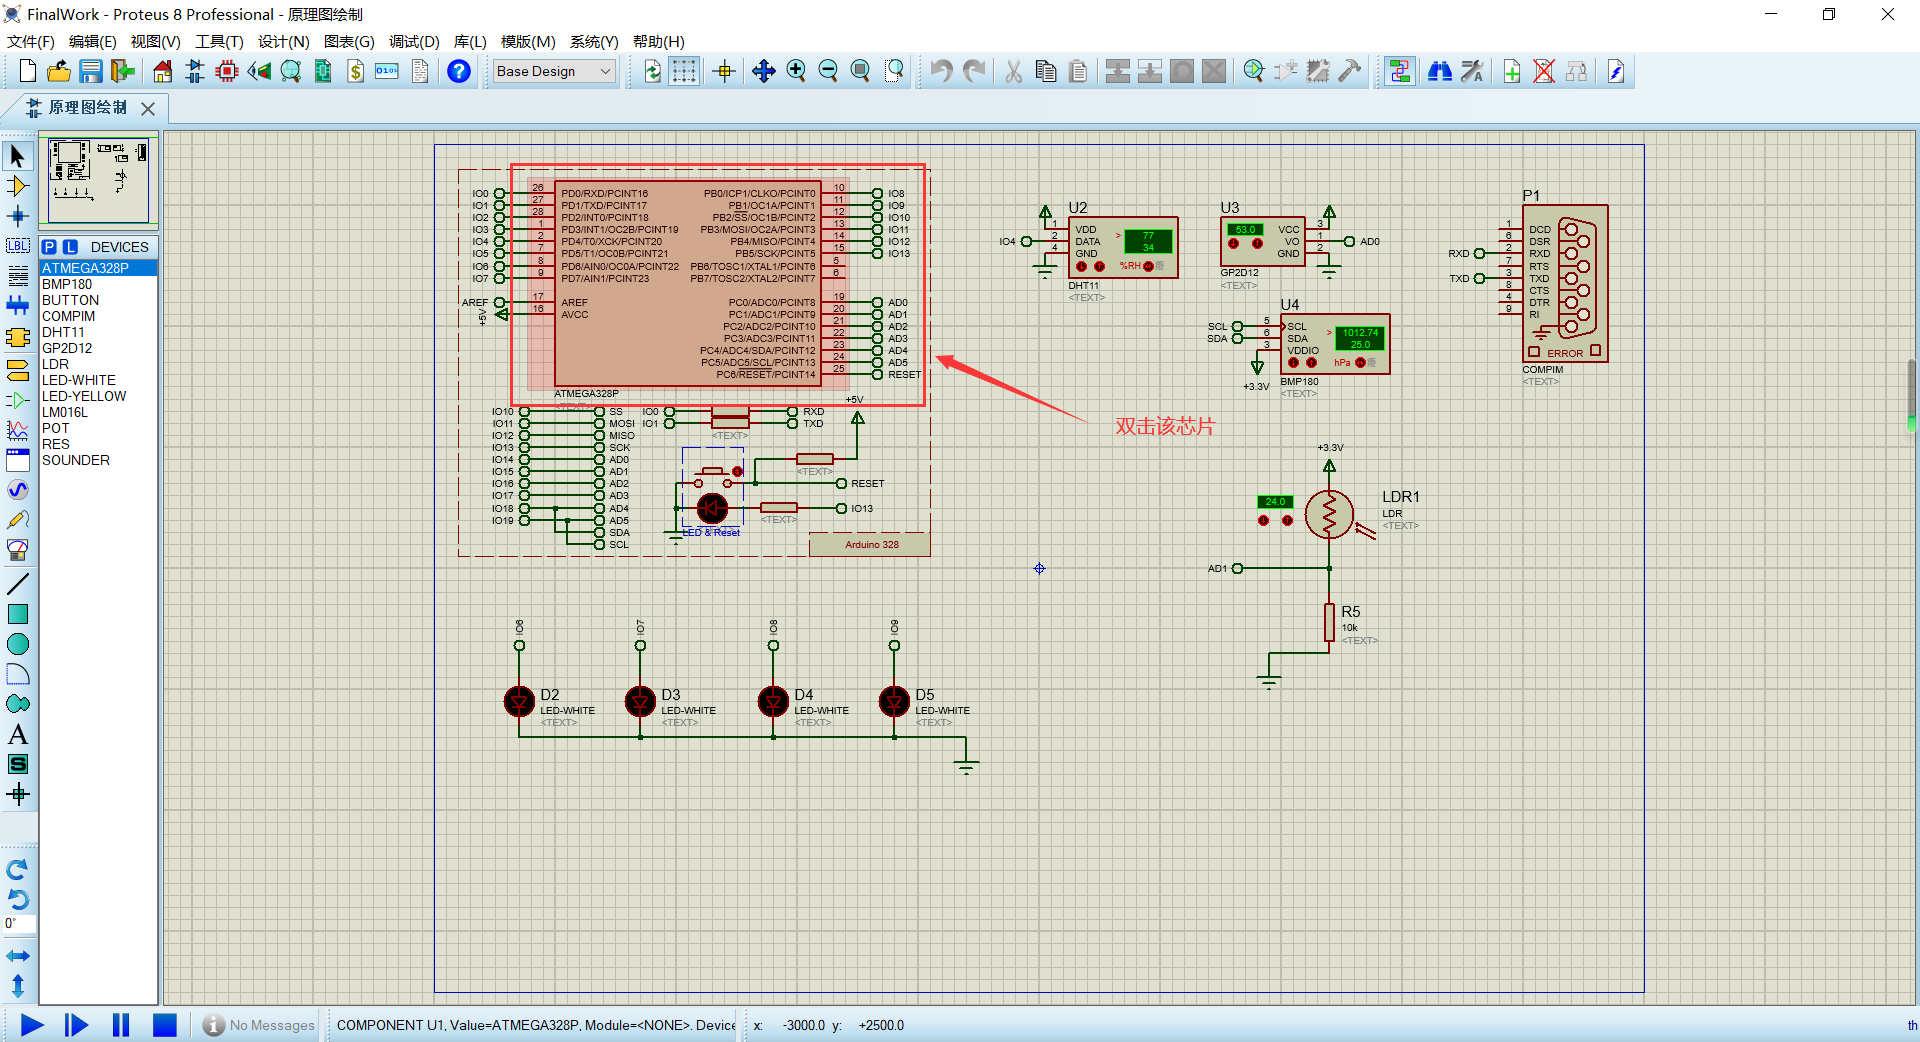 FinalWork - Proteus 8 Professional - 原理图绘制
文件(F) 编辑(E) 视图(V) 工具(T) 设计(N) 图表(G) 调试(D) 库(L) 模版(M) 系统(Y) 帮助(H)
Base Design
原理图绘制
P L DEVICES
ATMEGA328P
BMP180
BUTTON
COMPIM
DHT11
GP2D12
LDR
LED-WHITE
LED-YELLOW
LM016L
POT
RES
SOUNDER
LBL
A
S
0°
IO0 26 PD0/RXD/PCINT16 PB0/ICP1/CLKO/PCINT0 10 IO8
IO1 27 PD1/TXD/PCINT17 PB1/OC1A/PCINT1 11 IO9
IO2 28 PD2/INT0/PCINT18 PB2/SS/OC1B/PCINT2 12 IO10
IO3 1 PD3/INT1/OC2B/PCINT19 PB3/MOSI/OC2A/PCINT3 13 IO11
IO4 2 PD4/T0/XCK/PCINT20 PB4/MISO/PCINT4 14 IO12
IO5 7 PD5/T1/OC0B/PCINT21 PB5/SCK/PCINT5 15 IO13
IO6 8 PD6/AIN0/OC0A/PCINT22 PB6/TOSC1/XTAL1/PCINT6 5
IO7 9 PD7/AIN1/PCINT23 PB7/TOSC2/XTAL2/PCINT7 6
AREF 17 AREF PC0/ADC0/PCINT8 19 AD0
+5V 16 AVCC PC1/ADC1/PCINT9 20 AD1
PC2/ADC2/PCINT10 21 AD2
PC3/ADC3/PCINT11 22 AD3
PC4/ADC4/SDA/PCINT12 23 AD4
PC5/ADC5/SCL/PCINT13 24 AD5
PC6/RESET/PCINT14 25 RESET
ATMEGA328P
+5V
IO10 SS IO0 RXD
IO11 MOSI IO1 TXD
IO12 MISO <TEXT>
IO13 SCK
IO14 AD0
IO15 AD1 <TEXT>
IO16 AD2 RESET
IO17 AD3
IO18 AD4 IO13
IO19 AD5 <TEXT>
SDA LED & Reset
SCL
Arduino 328
双击该芯片
U2
IO4
1 VDD
2 DATA
4 GND
> 77
34
%RH
DHT11
<TEXT>
U3
53.0
VCC 3
VO 1 AD0
GND 2
GP2D12
<TEXT>
U4
SCL 5 SCL
SDA 6 SDA
3 VDDIO
> 1012.74
25.0
hPa
+3.3V
BMP180
<TEXT>
P1
1 DCD
6 DSR
RXD 2 RXD
7 RTS
TXD 3 TXD
8 CTS
4 DTR
9 RI
ERROR
COMPIM
<TEXT>
+3.3V
24.0
LDR1
LDR
<TEXT>
AD1
R5
10k
<TEXT>
IO6 IO7 IO8 IO9
D2 D3 D4 D5
LED-WHITE LED-WHITE LED-WHITE LED-WHITE
<TEXT> <TEXT> <TEXT> <TEXT>
No Messages COMPONENT U1, Value=ATMEGA328P, Module=<NONE>. Device x: -3000.0 y: +2500.0 th